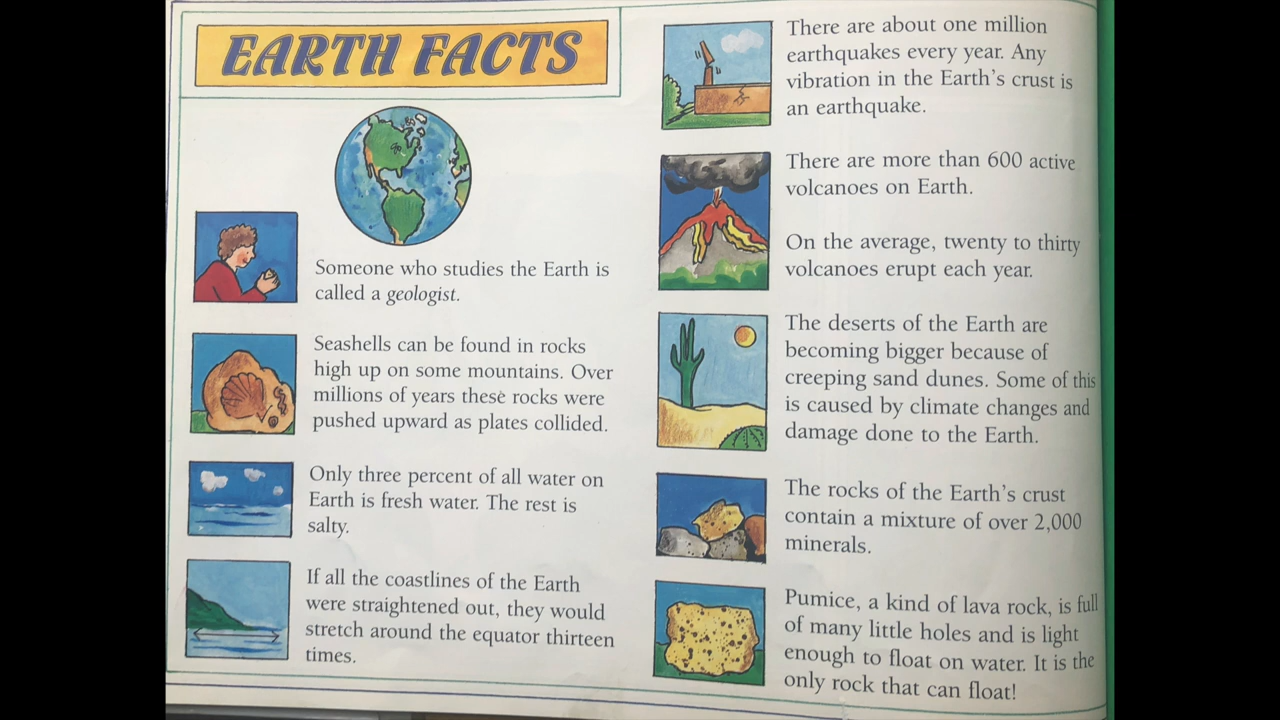 EARTH FACTS
Someone who studies the Earth is
called a geologist.
Seashells can be found in rocks
high up on some mountains. Over
millions of years these rocks were
pushed upward as plates collided.
Only three percent of all water on
Earth is fresh water. The rest is
salty.
If all the coastlines of the Earth
were straightened out, they would
stretch around the equator thirteen
times.
There are about one million
earthquakes every year. Any
vibration in the Earth's crust is
an earthquake.
There are more than 600 active
volcanoes on Earth.
On the average, twenty to thirty
volcanoes erupt each year.
The deserts of the Earth are
becoming bigger because of
creeping sand dunes. Some of this
is caused by climate changes and
damage done to the Earth.
The rocks of the Earth's crust
contain a mixture of over 2,000
minerals.
Pumice, a kind of lava rock, is full
of many little holes and is light
enough to float on water. It is the
only rock that can float!